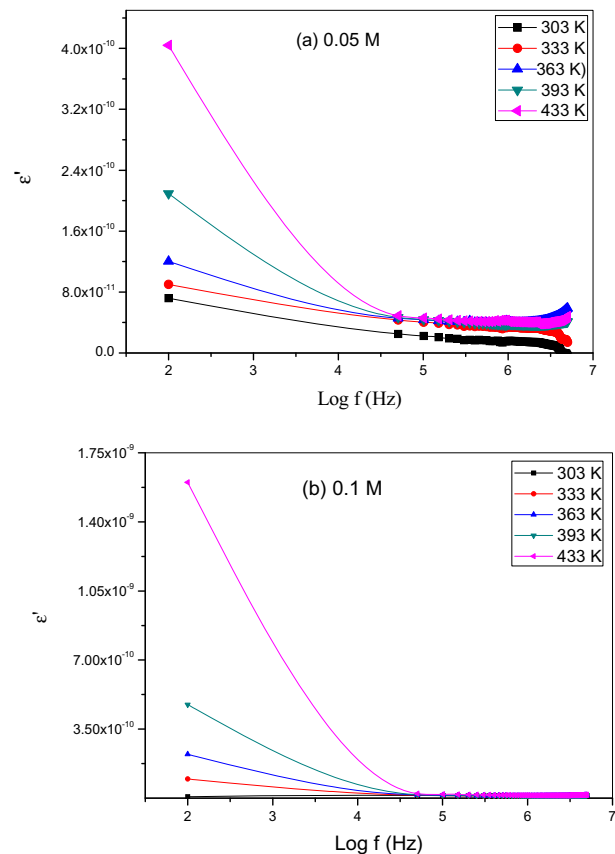 (a) 0.05 M
303 K
333 K
363 K)
393 K
433 K
4.0x10⁻¹⁰
3.2x10⁻¹⁰
2.4x10⁻¹⁰
1.6x10⁻¹⁰
8.0x10⁻¹¹
0.0
ε'
2 3 4 5 6 7
Log f (Hz)
(b) 0.1 M
303 K
333 K
363 K
393 K
433 K
1.75x10⁻⁹
1.40x10⁻⁹
1.05x10⁻⁹
7.00x10⁻¹⁰
3.50x10⁻¹⁰
ε'
2 3 4 5 6 7
Log f (Hz)